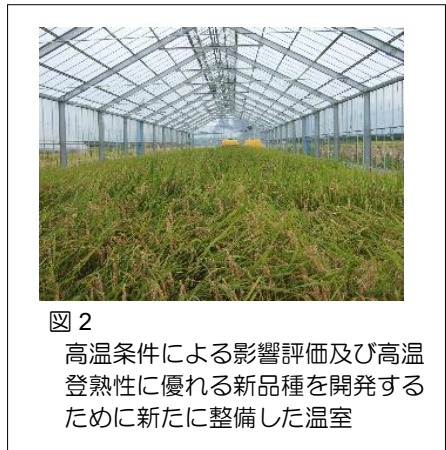 図 2
高温条件による影響評価及び高温
登熟性に優れる新品種を開発する
ために新たに整備した温室